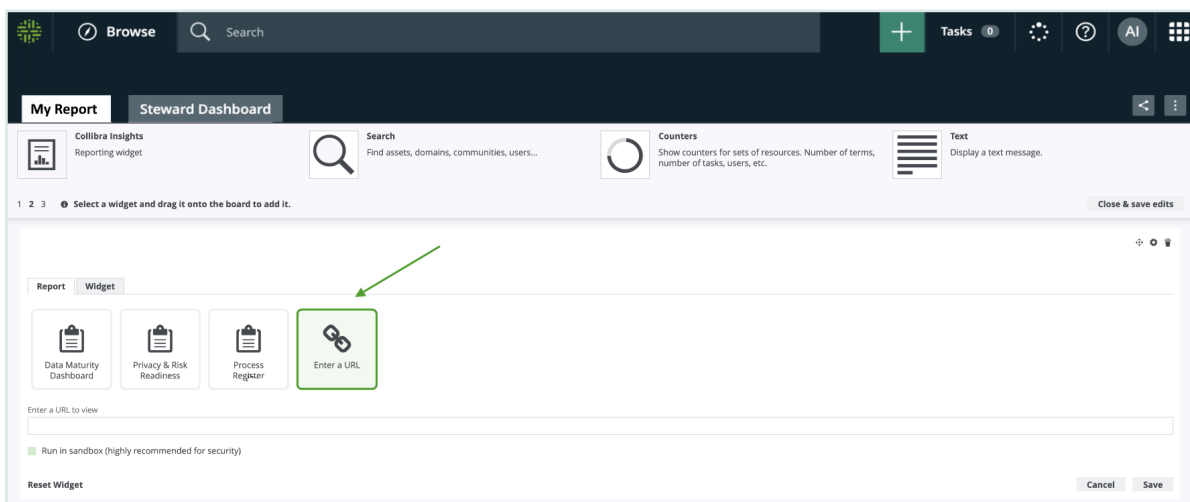 Browse
Search
Tasks 0
AI
My Report
Steward Dashboard
Collibra Insights
Reporting widget
Search
Find assets, domains, communities, users...
Counters
Show counters for sets of resources. Number of terms,
number of tasks, users, etc.
Text
Display a text message.
1 2 3 Select a widget and drag it onto the board to add it.
Close & save edits
Report
Widget
Data Maturity
Dashboard
Privacy & Risk
Readiness
Process
Register
Enter a URL
Enter a URL to view
Run in sandbox (highly recommended for security)
Reset Widget
Cancel
Save